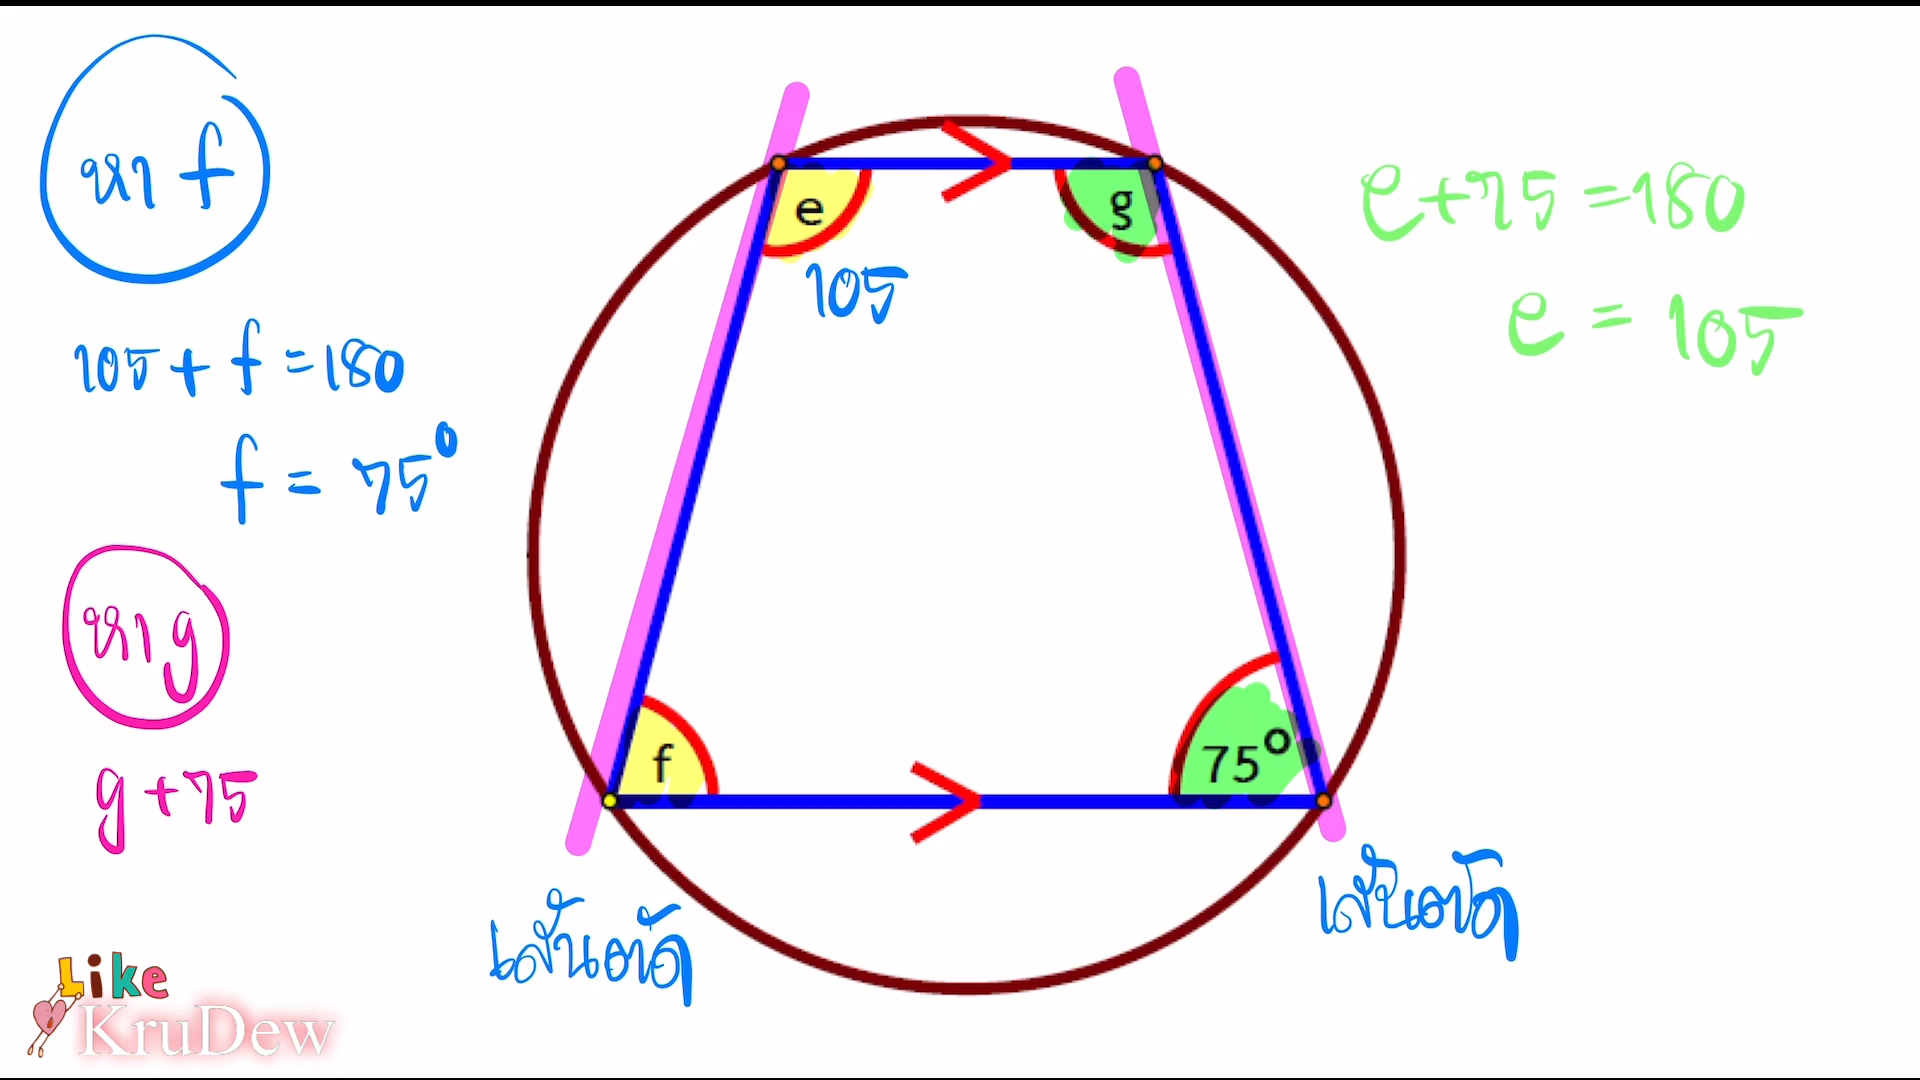 หา f
105 + f = 180
f = 75°
หา g
g + 75
e
g
105
f
75°
เส้นตัด
เส้นตัด
e + 75 = 180
e = 105
Like
KruDew